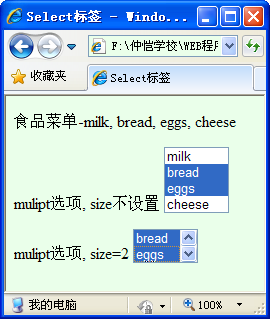 Select标签 - Windo...
F:\仲恺学校\WEB程序
收藏夹
Select标签
食品菜单-milk, bread, eggs, cheese
milk
bread
eggs
mulipt选项, size不设置
cheese
mulipt选项, size=2
bread
eggs
我的电脑
100%